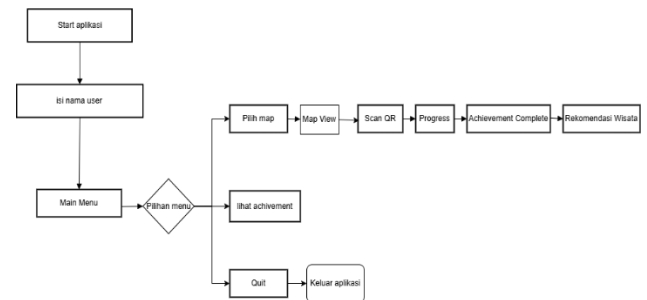 Start aplikasi
isi nama user
Main Menu
Pilihan menu
Pilih map
Map View
Scan QR
Progress
Achievement Complete
Rekomendasi Wisata
lihat achivement
Quit
Keluar aplikasi